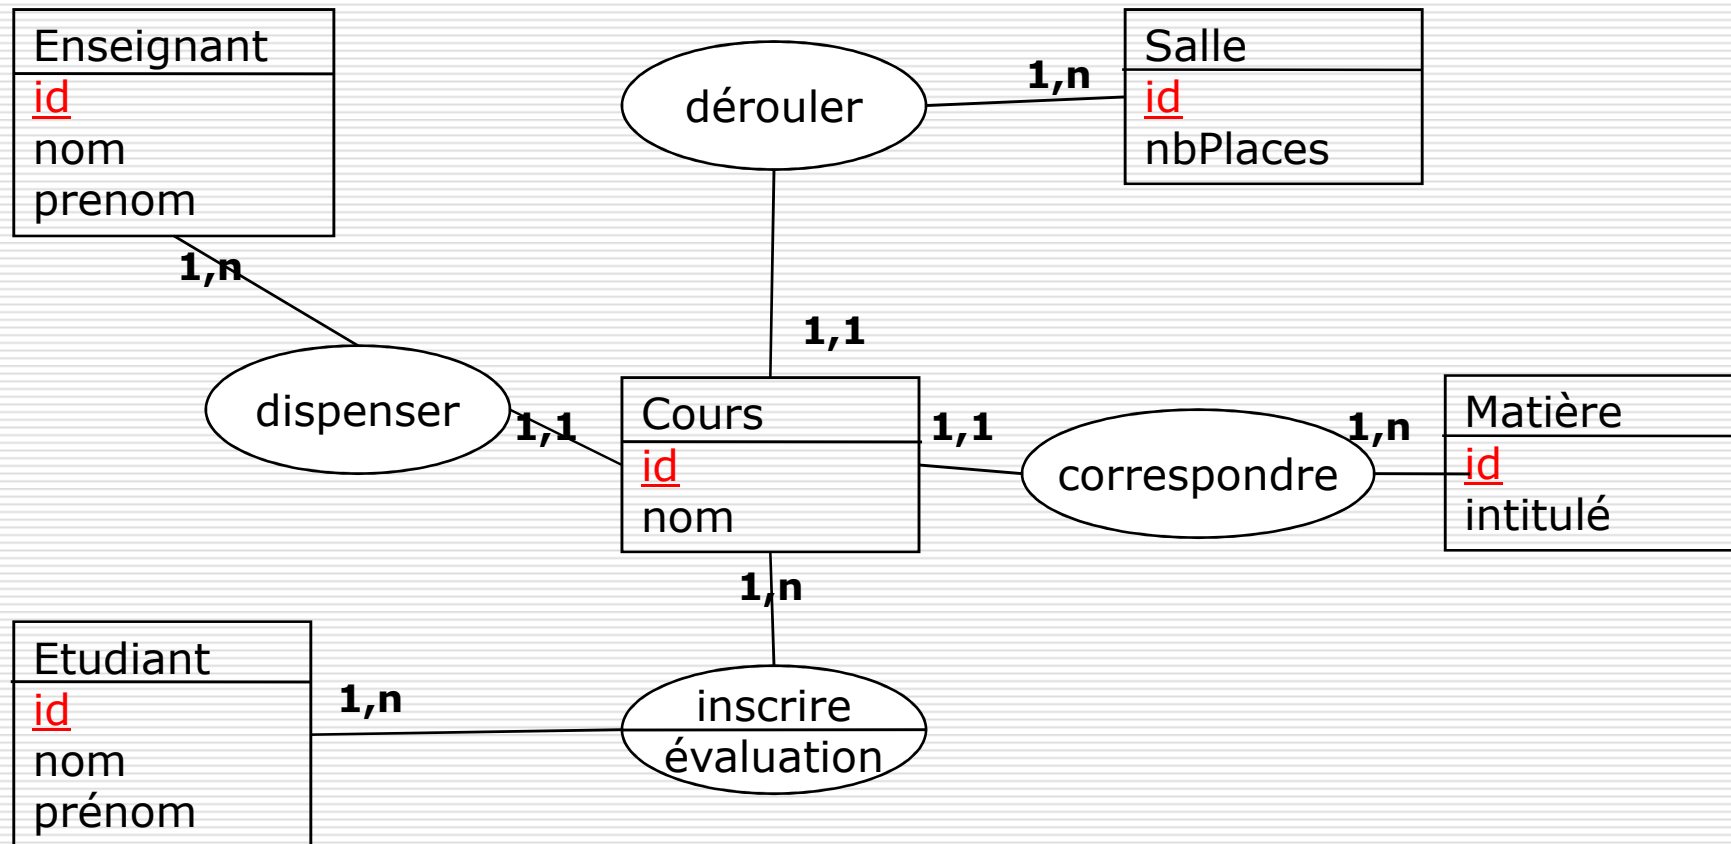 Enseignant
id
nom
prenom
1,n
dérouler
1,n
Salle
id
nbPlaces
1,1
dispenser
1,1
Cours
id
nom
1,1
correspondre
1,n
Matière
id
intitulé
1,n
Etudiant
id
nom
prénom
1,n
inscrire
évaluation